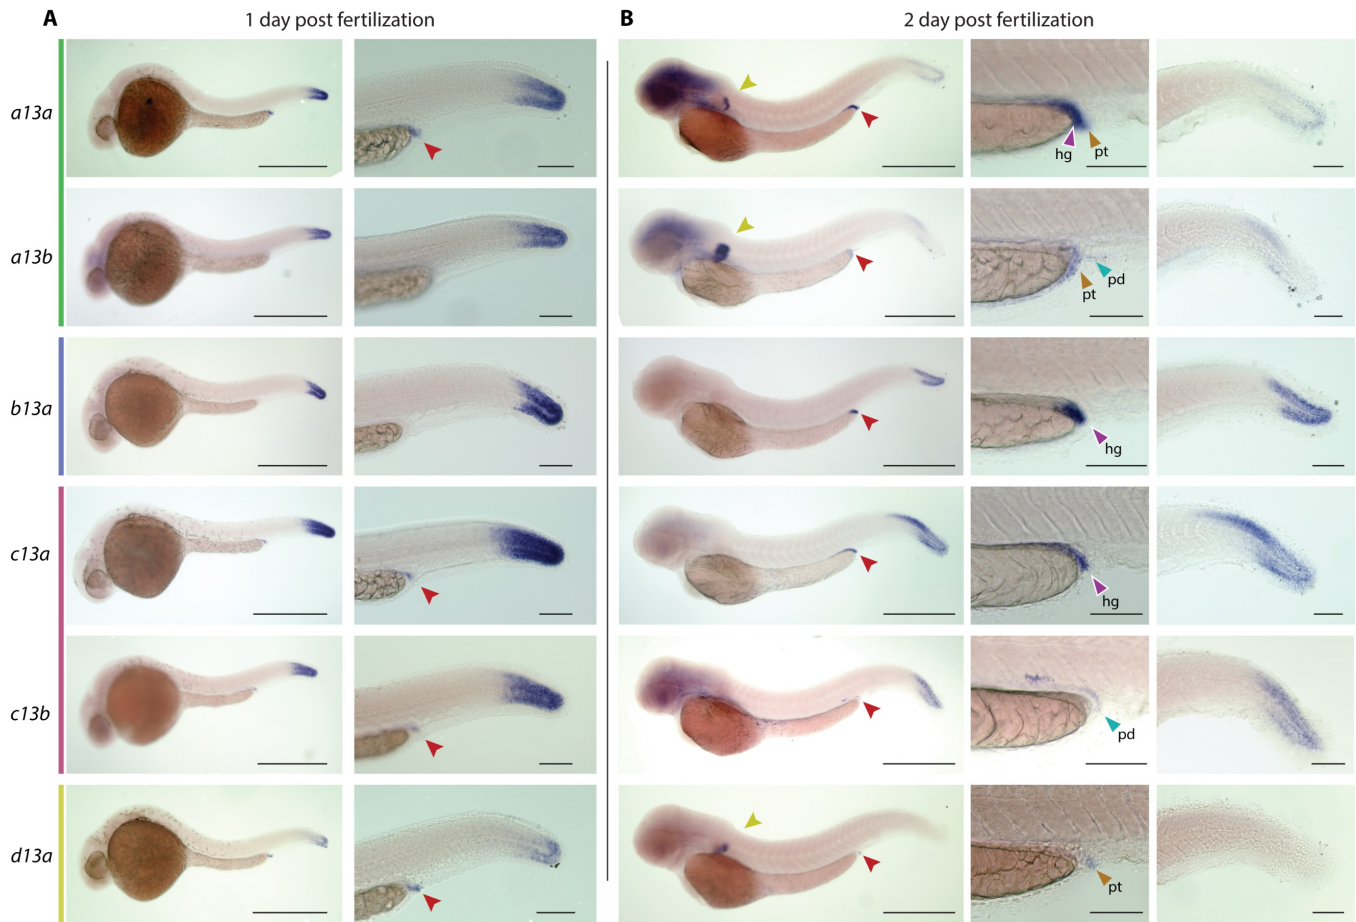 A 1 day post fertilization
B 2 day post fertilization
a13a
hg pt
a13b
pt pd
b13a
hg
c13a
hg
c13b
pd
d13a
pt